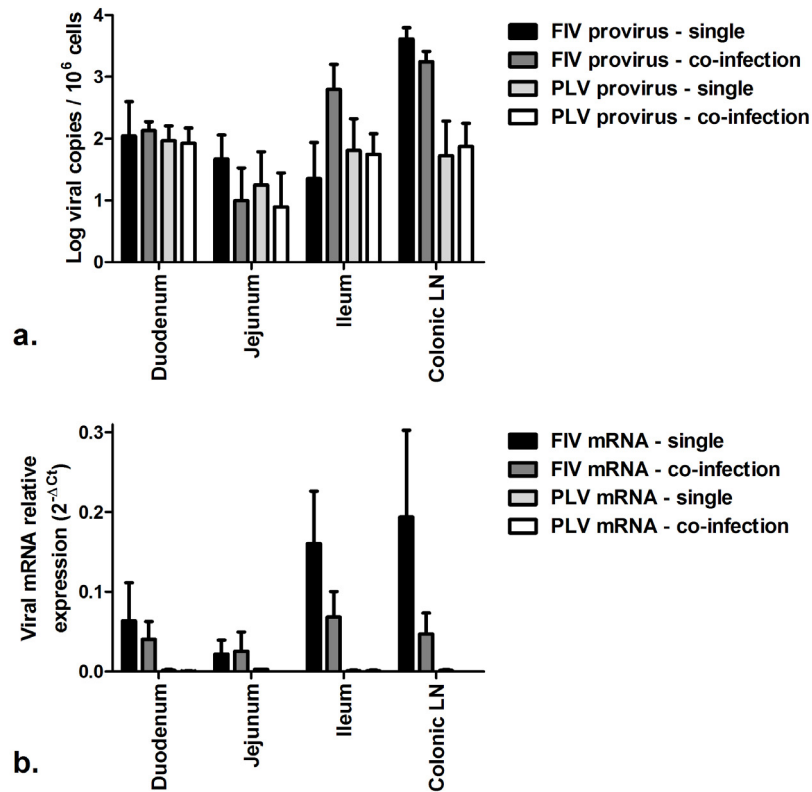 4
3
2
1
0
Log viral copies / 10⁶ cells
Duodenum
Jejunum
Ileum
Colonic LN
FIV provirus - single
FIV provirus - co-infection
PLV provirus - single
PLV provirus - co-infection
a.
0.3
0.2
0.1
0.0
Viral mRNA relative
expression (2^-ΔCt)
Duodenum
Jejunum
Ileum
Colonic LN
FIV mRNA - single
FIV mRNA - co-infection
PLV mRNA - single
PLV mRNA - co-infection
b.